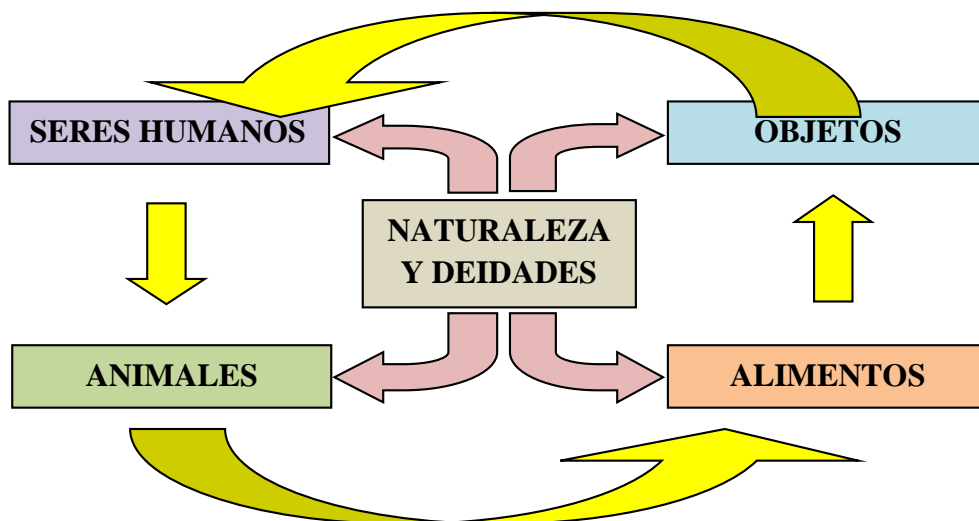 SERES HUMANOS
OBJETOS
NATURALEZA
Y DEIDADES
ANIMALES
ALIMENTOS